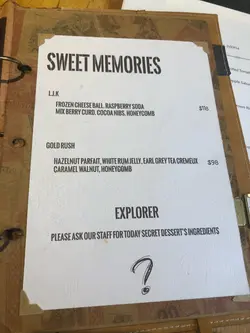 SWEET MEMORIES
I.J.K
FROZEN CHEESE BALL, RASPBERRY SODA
MIX BERRY CURD, COCOA NIBS, HONEYCOMB
GOLD RUSH
HAZELNUT PARFAIT, WHITE RUM JELLY, EARL GREY TEA CREMEUX $98
CARAMEL WALNUT, HONEYCOMB
EXPLORER
PLEASE ASK OUR STAFF FOR TODAY SECRET DESSERT'S INGREDIENTS
?